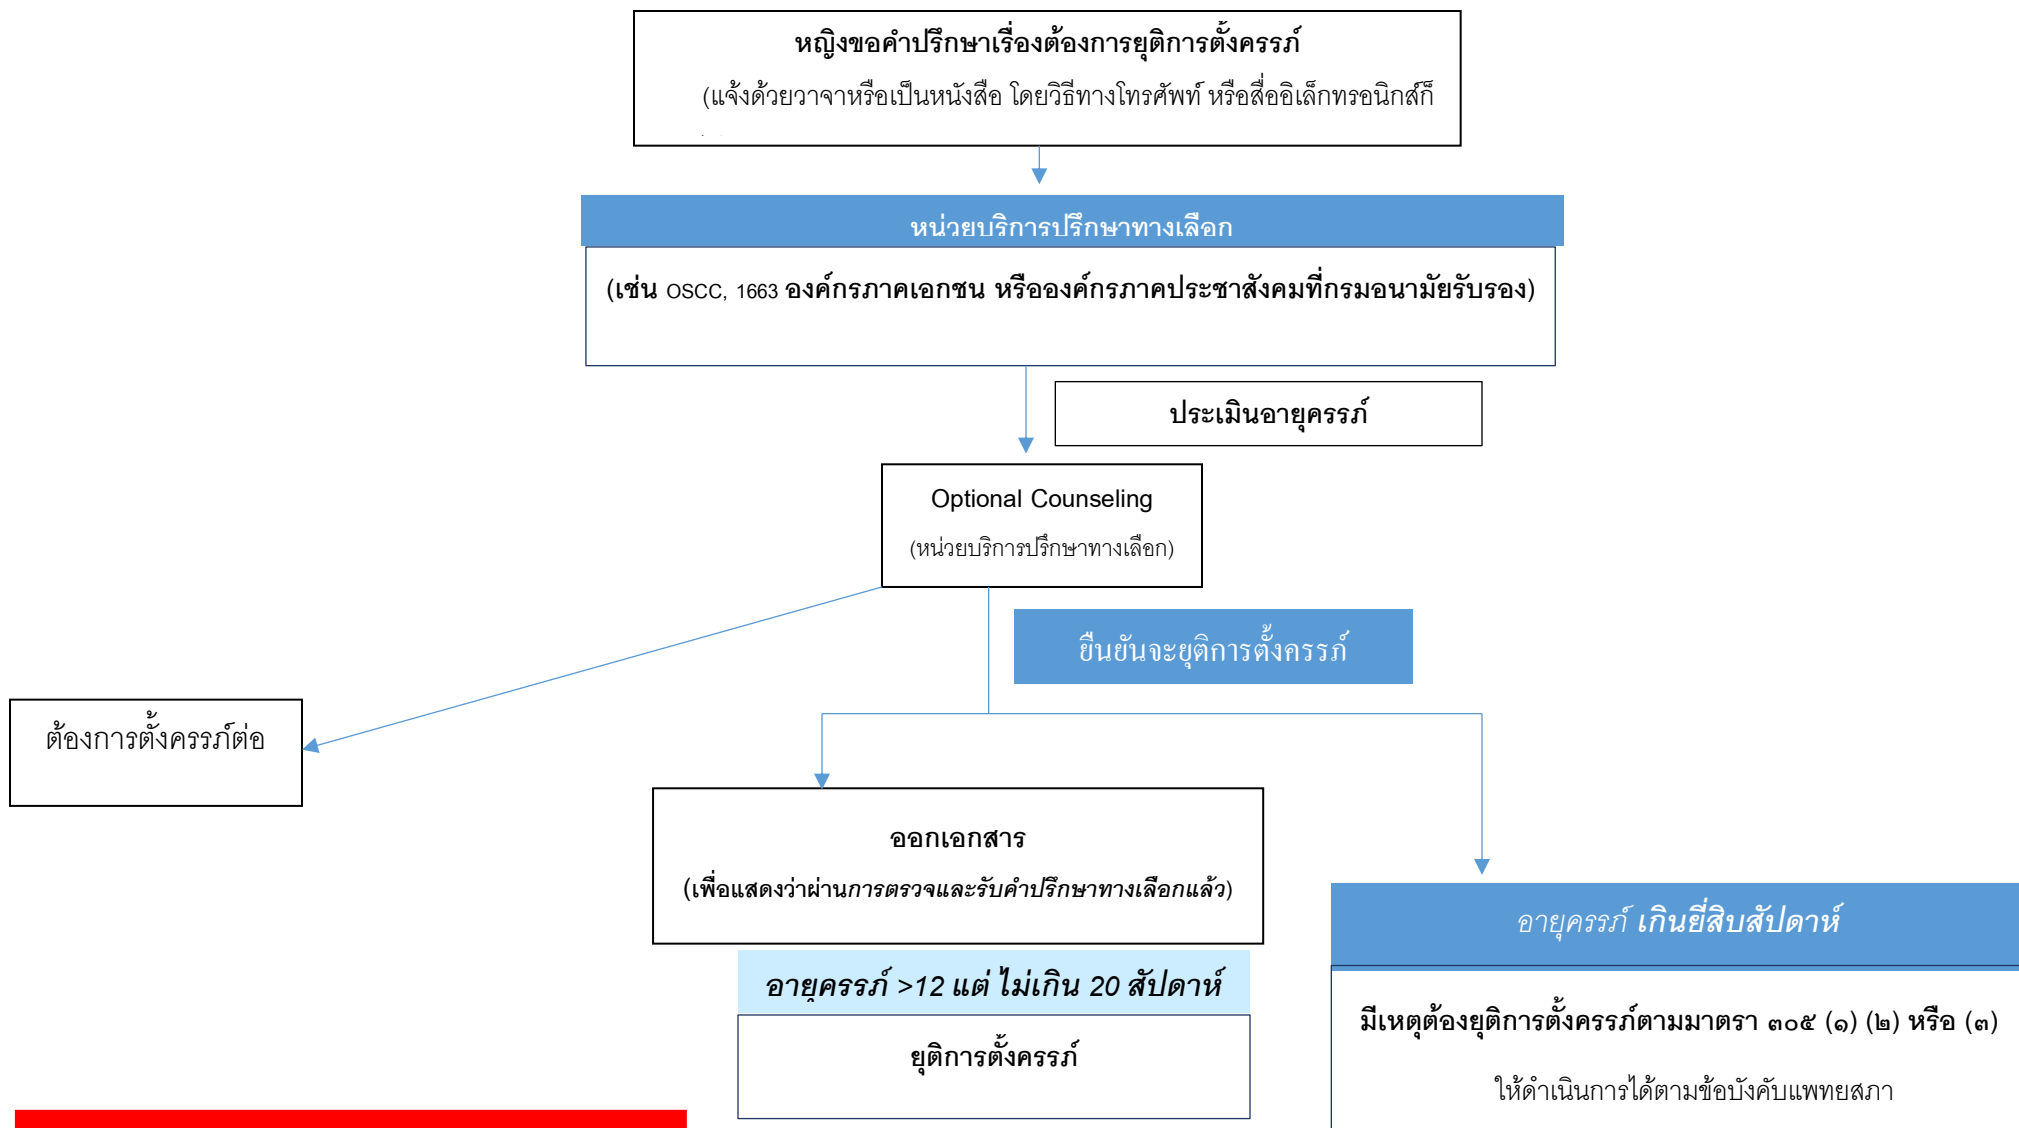 หญิงขอคำปรึกษาเรื่องต้องการยุติการตั้งครรภ์
(แจ้งด้วยวาจาหรือเป็นหนังสือ โดยวิธีทางโทรศัพท์ หรือสื่ออิเล็กทรอนิกส์ก็
หน่วยบริการปรึกษาทางเลือก
(เช่น OSCC, 1663 องค์กรภาคเอกชน หรือองค์กรภาคประชาสังคมที่กรมอนามัยรับรอง)
ประเมินอายุครรภ์
Optional Counseling
(หน่วยบริการปรึกษาทางเลือก)
ยืนยันจะยุติการตั้งครรภ์
ต้องการตั้งครรภ์ต่อ
ออกเอกสาร
(เพื่อแสดงว่าผ่านการตรวจและรับคำปรึกษาทางเลือกแล้ว)
อายุครรภ์ เกินยี่สิบสัปดาห์
อายุครรภ์ >12 แต่ ไม่เกิน 20 สัปดาห์
มีเหตุต้องยุติการตั้งครรภ์ตามมาตรา ๓๐๕ (๑) (๒) หรือ (๓)
ยุติการตั้งครรภ์
ให้ดำเนินการได้ตามข้อบังคับแพทยสภา